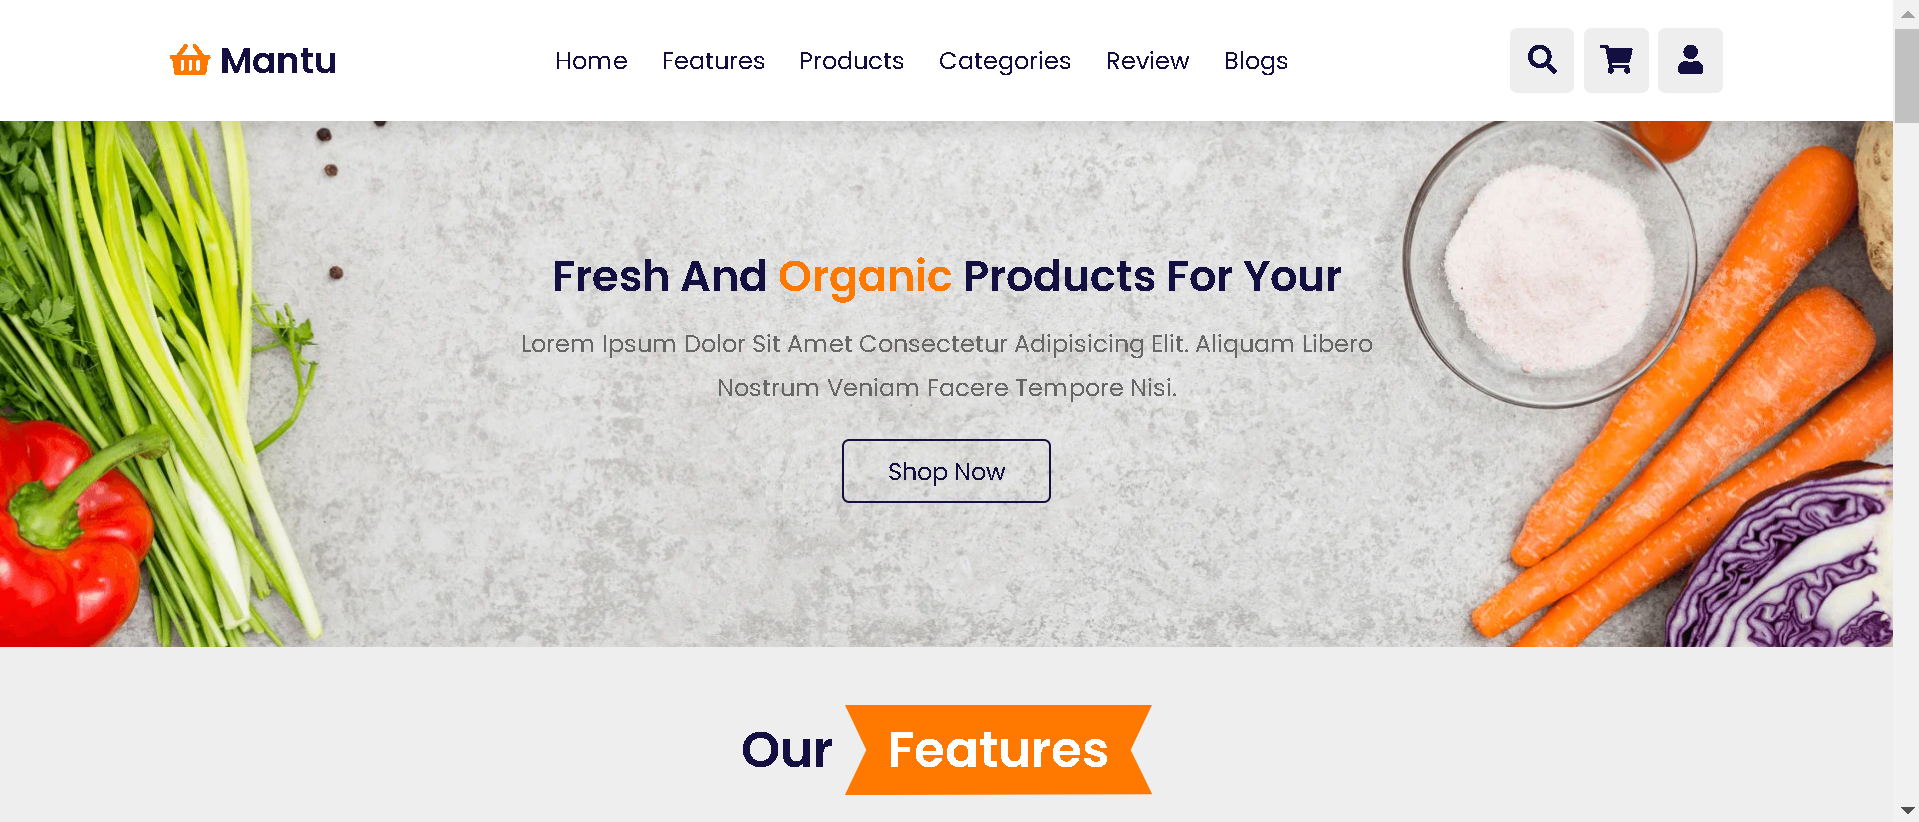 Mantu
Home Features Products Categories Review Blogs
Fresh And Organic Products For Your
Lorem Ipsum Dolor Sit Amet Consectetur Adipisicing Elit. Aliquam Libero
Nostrum Veniam Facere Tempore Nisi.
Shop Now
Our Features